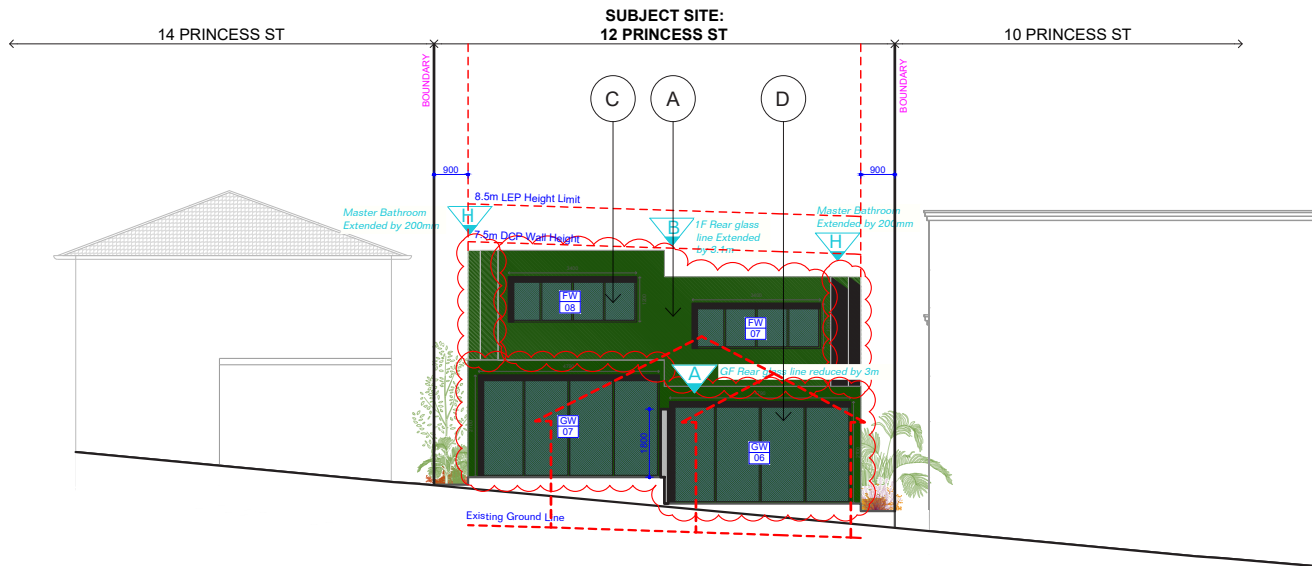 SUBJECT SITE:
14 PRINCESS ST
12 PRINCESS ST
10 PRINCESS ST
BOUNDARY
BOUNDARY
C
A
D
900
900
8.5m LEP Height Limit
Master Bathroom
Extended by 200mm
H
Master Bathroom
Extended by 200mm
H
7.5m DCP Wall Height
B
1F Rear glass
line Extended
by 3.1m
FW
08
FW
07
A
GF Rear glass line reduced by 3m
GW
07
1800
GW
06
Existing Ground Line